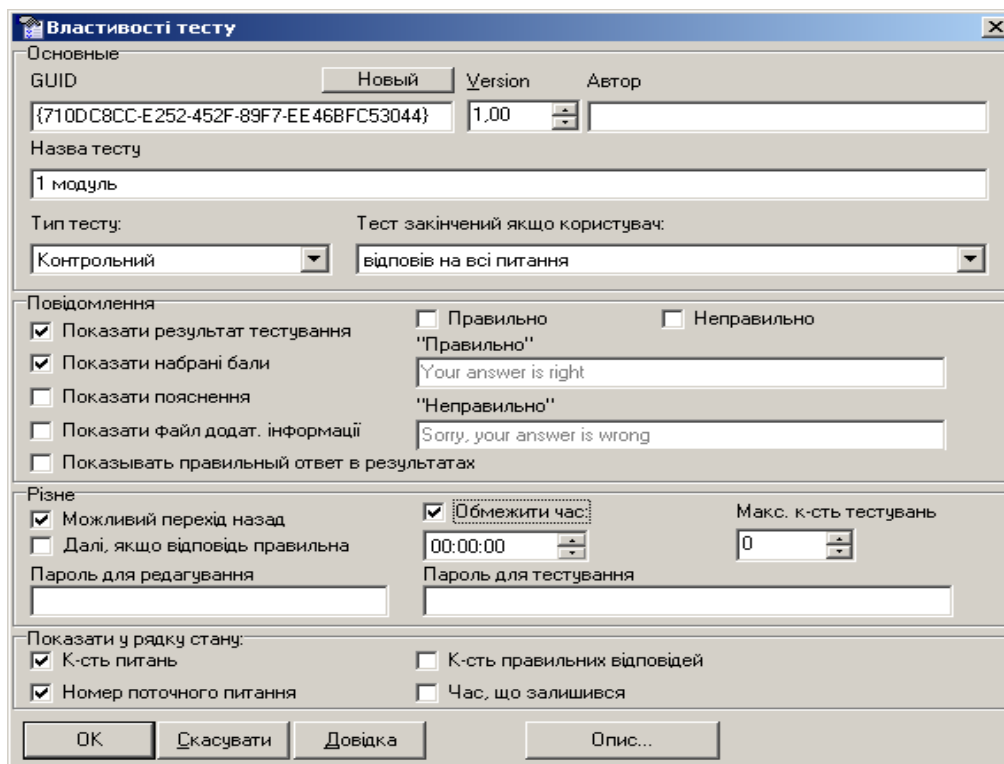 Властивості тесту
Основные
GUID Новый Version Автор
{710DC8CC-E252-452F-89F7-EE46BFC53044} 1,00
Назва тесту
1 модуль
Тип тесту: Тест закінчений якщо користувач:
Контрольний відповів на всі питання
Повідомлення
Показати результат тестування Правильно Неправильно
"Правильно"
Показати набрані бали Your answer is right
Показати пояснення "Неправильно"
Показати файл додат. інформації Sorry, your answer is wrong
Показывать правильный ответ в результатах
Різне
Можливий перехід назад Обмежити час: Макс. к-сть тестувань
Далі, якщо відповідь правильна 00:00:00 0
Пароль для редагування Пароль для тестування
Показати у рядку стану:
К-сть питань К-сть правильних відповідей
Номер поточного питання Час, що залишився
ОК Скасувати Довідка Опис...